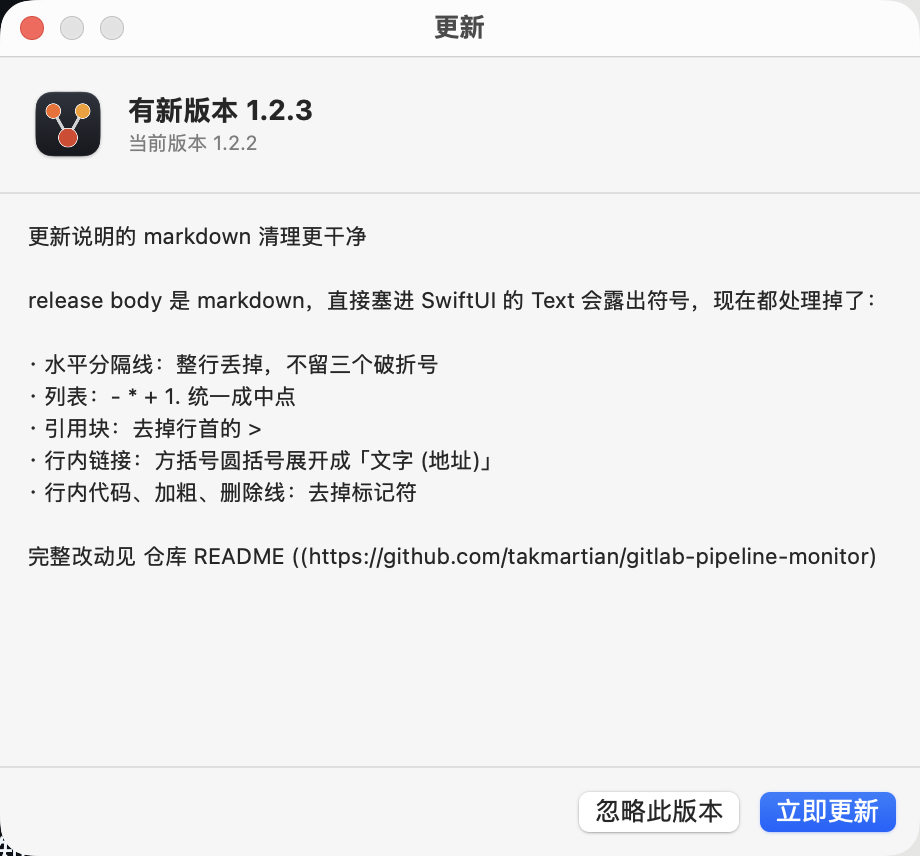 更新
有新版本 1.2.3
当前版本 1.2.2
更新说明的 markdown 清理更干净
release body 是 markdown，直接塞进 SwiftUI 的 Text 会露出符号，现在都处理掉了：
· 水平分隔线：整行丢掉，不留三个破折号
· 列表：- * + 1. 统一成中点
· 引用块：去掉行首的 >
· 行内链接：方括号圆括号展开成「文字 (地址)」
· 行内代码、加粗、删除线：去掉标记符
完整改动见 仓库 README ((https://github.com/takmartian/gitlab-pipeline-monitor)
忽略此版本
立即更新